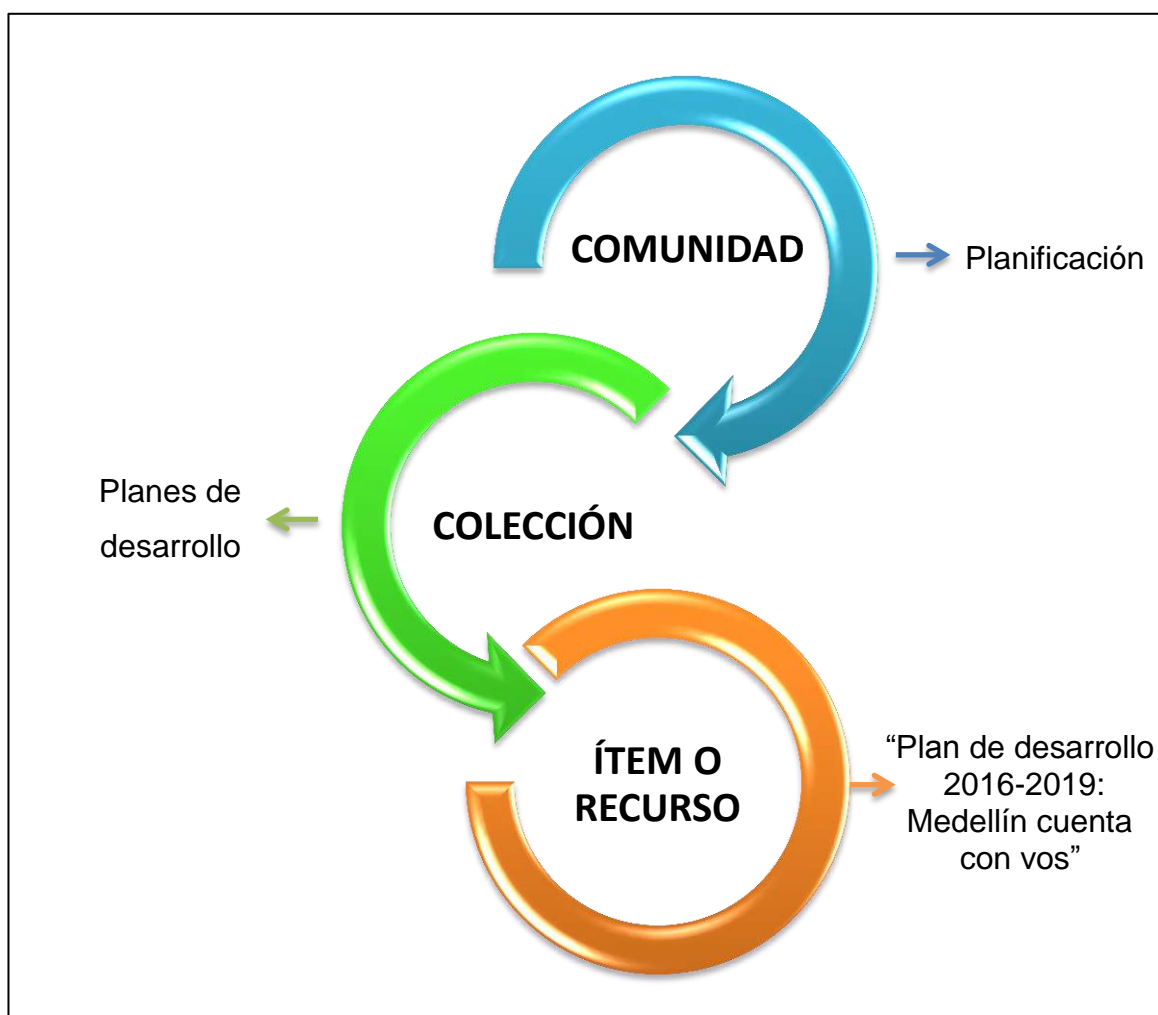 COMUNIDAD
Planificación
Planes de
desarrollo
COLECCIÓN
ÍTEM O
RECURSO
“Plan de desarrollo
2016-2019:
Medellín cuenta
con vos”